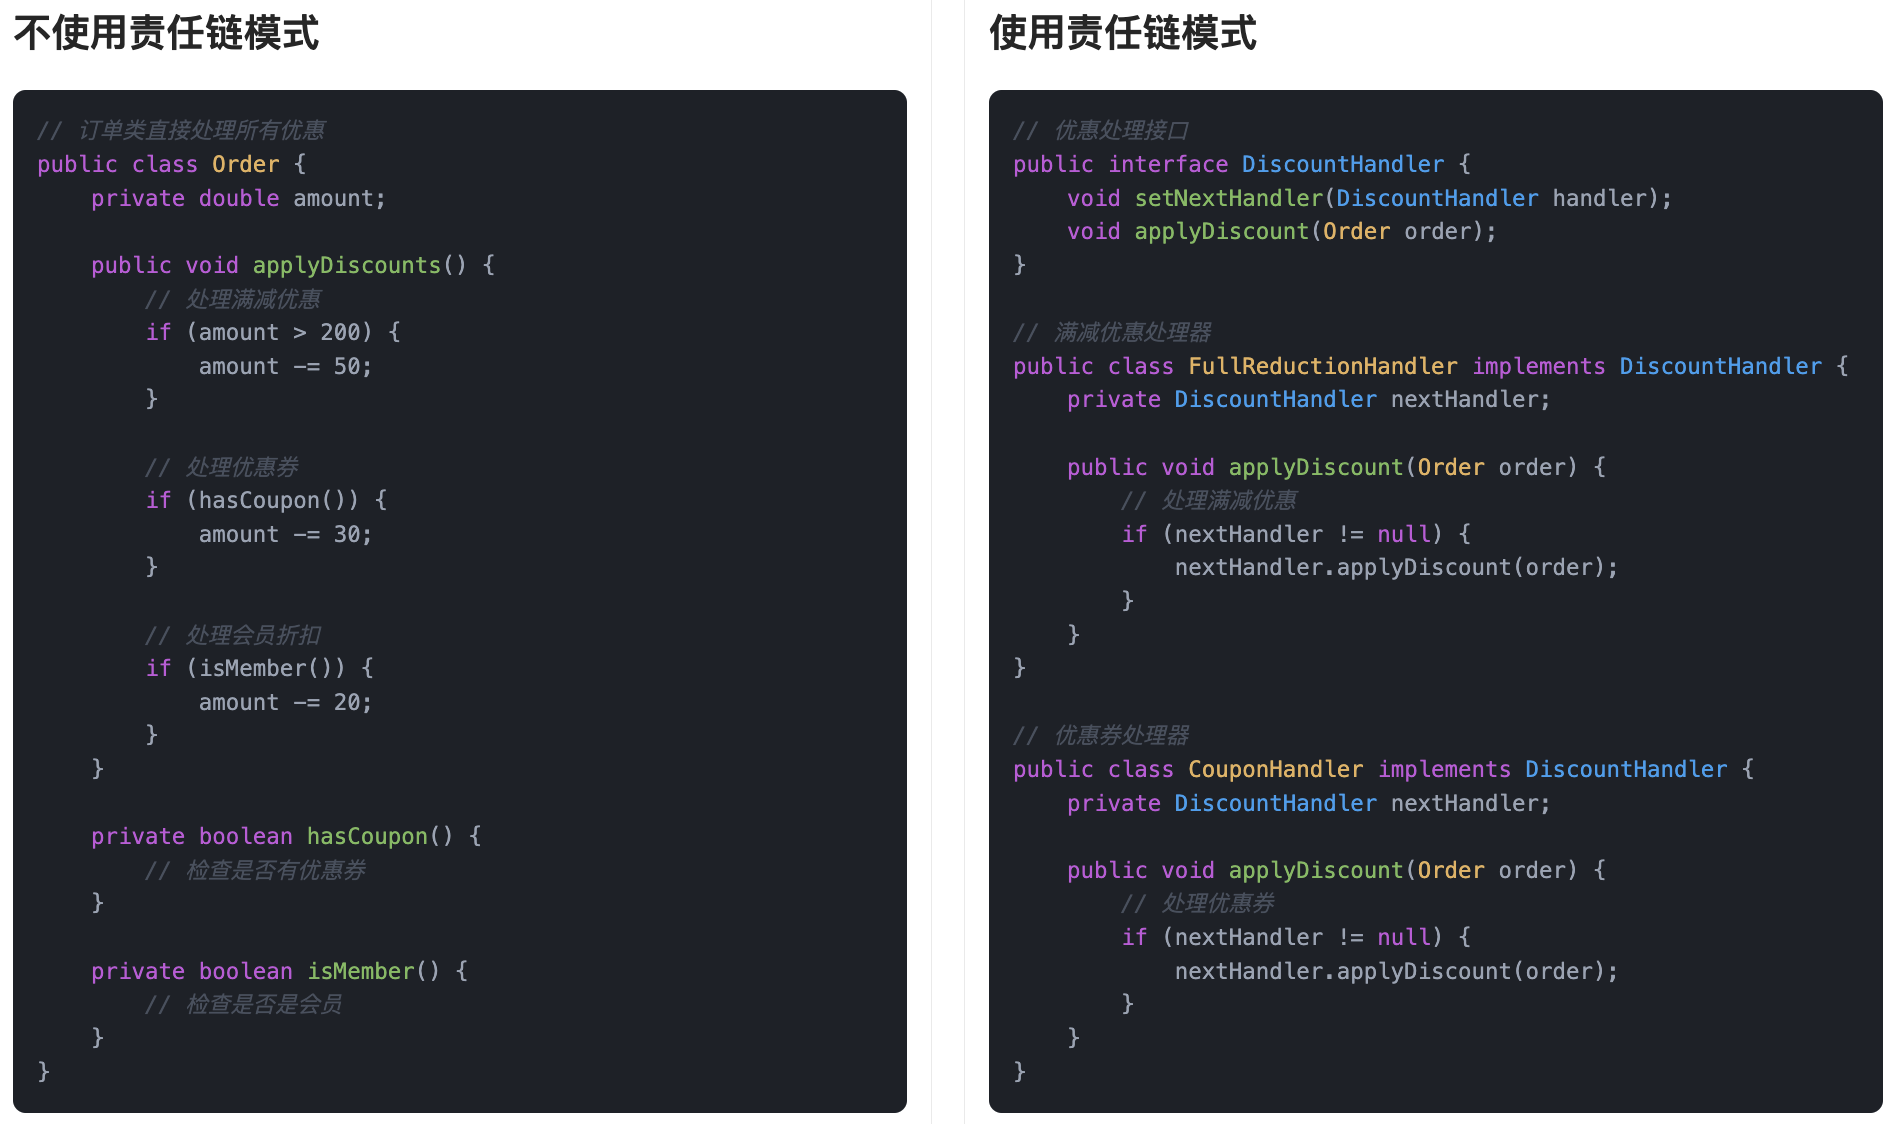 不使用责任链模式
// 订单类直接处理所有优惠
public class Order {
    private double amount;

    public void applyDiscounts() {
        // 处理满减优惠
        if (amount > 200) {
            amount -= 50;
        }

        // 处理优惠券
        if (hasCoupon()) {
            amount -= 30;
        }

        // 处理会员折扣
        if (isMember()) {
            amount -= 20;
        }
    }

    private boolean hasCoupon() {
        // 检查是否有优惠券
    }

    private boolean isMember() {
        // 检查是否是会员
    }
}
使用责任链模式
// 优惠处理接口
public interface DiscountHandler {
    void setNextHandler(DiscountHandler handler);
    void applyDiscount(Order order);
}

// 满减优惠处理器
public class FullReductionHandler implements DiscountHandler {
    private DiscountHandler nextHandler;

    public void applyDiscount(Order order) {
        // 处理满减优惠
        if (nextHandler != null) {
            nextHandler.applyDiscount(order);
        }
    }
}

// 优惠券处理器
public class CouponHandler implements DiscountHandler {
    private DiscountHandler nextHandler;

    public void applyDiscount(Order order) {
        // 处理优惠券
        if (nextHandler != null) {
            nextHandler.applyDiscount(order);
        }
    }
}